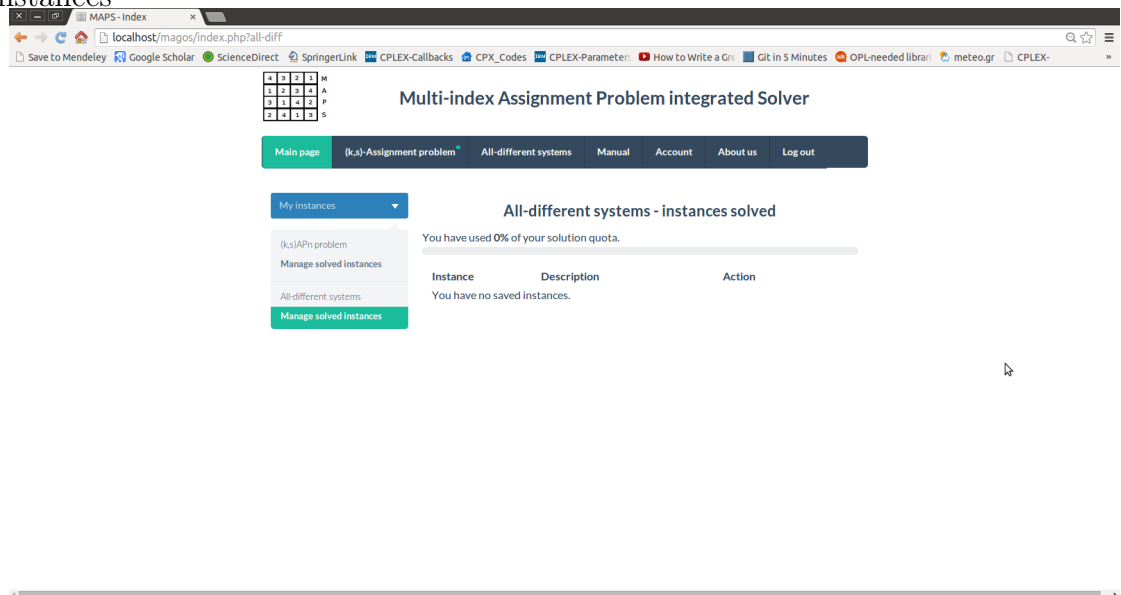 instances
MAPS - Index
localhost/magos/index.php?all-diff
Save to Mendeley Google Scholar ScienceDirect SpringerLink CPLEX-Callbacks CPX_Codes CPLEX-Parameter How to Write a Gre Git in 5 Minutes OPL-needed librari meteo.gr CPLEX- »
4 3 2 1 M
1 2 3 4 A
3 1 4 2 P
2 4 1 3 S
Multi-index Assignment Problem integrated Solver
Main page (k,s)-Assignment problem All-different systems Manual Account About us Log out
My instances
(k,s)APn problem
Manage solved instances
All-different systems
Manage solved instances
All-different systems - instances solved
You have used 0% of your solution quota.
Instance Description Action
You have no saved instances.